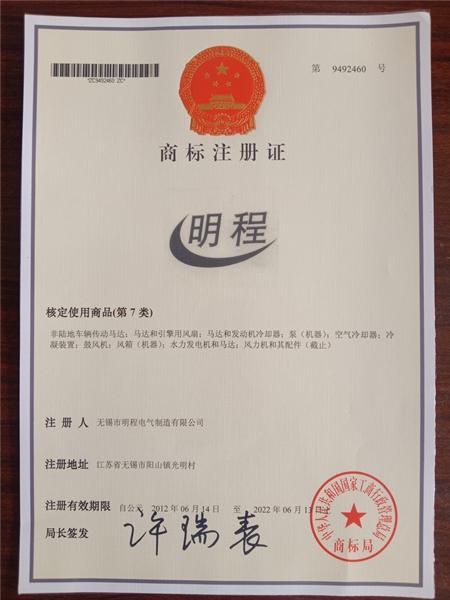 *ZC9492460 ZC*
第 9492460 号
商标注册证
明程
核定使用商品(第 7 类)
非陆地车辆传动马达；马达和引擎用风扇；马达和发动机冷却器；泵（机器）；空气冷却器；冷
凝装置；鼓风机；风箱（机器）；水力发电机和马达；风力机和其配件（截止）
注 册 人 无锡市明程电气制造有限公司
注册地址 江苏省无锡市阳山镇光明村
注册有效期限 自公元 2012 年 06 月 14 日 至 2022 年 06 月 13 日
局长签发 许瑞表
中华人民共和国国家工商行政管理总局
商标局